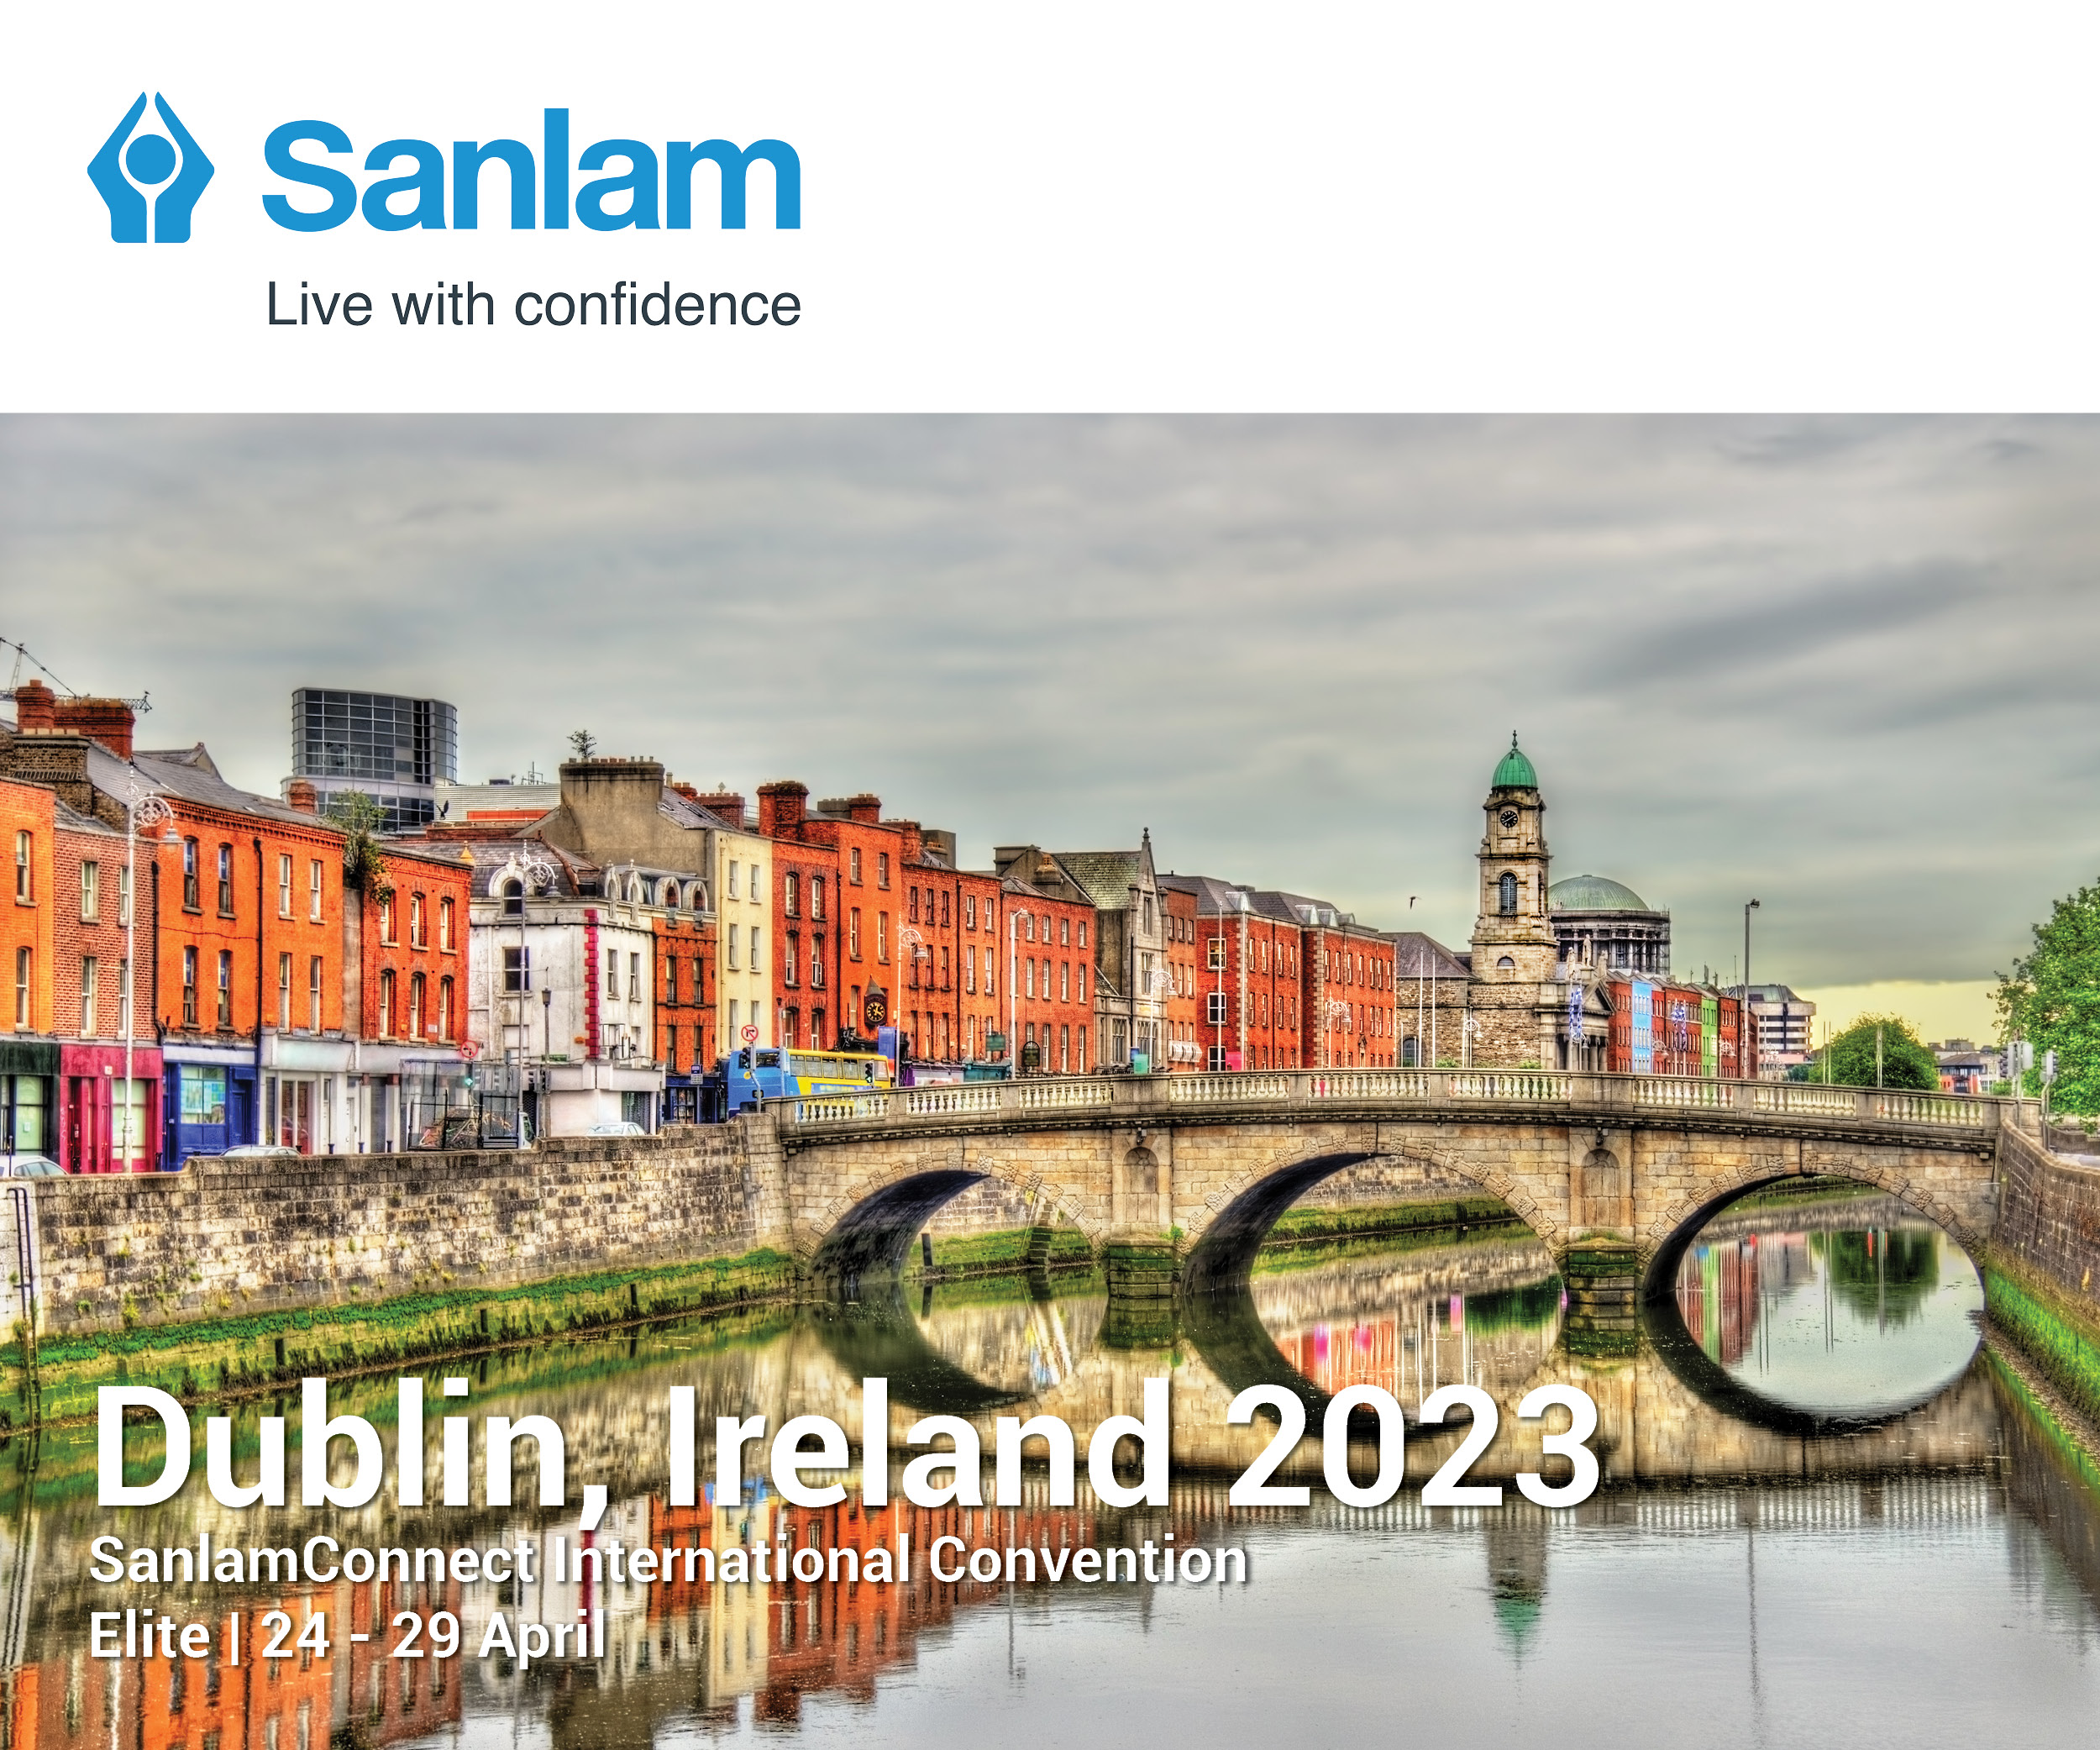 Sanlam
Live with confidence
Dublin, Ireland 2023
SanlamConnect International Convention
Elite | 24 - 29 April